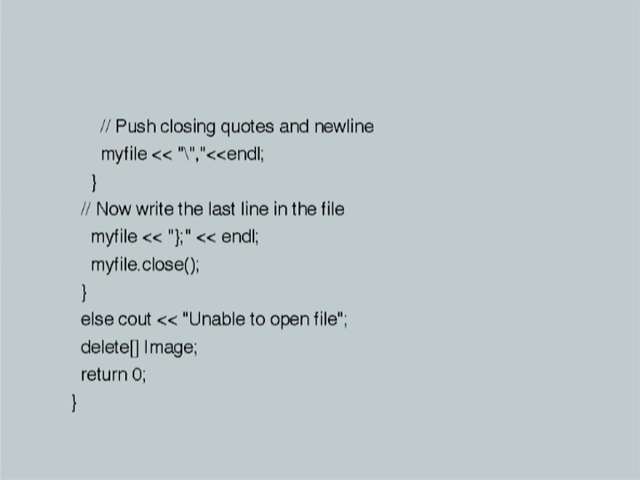 // Push closing quotes and newline
myfile << "\","<<endl;
}
// Now write the last line in the file
myfile << "};" << endl;
myfile.close();
}
else cout << "Unable to open file";
delete[] Image;
return 0;
}